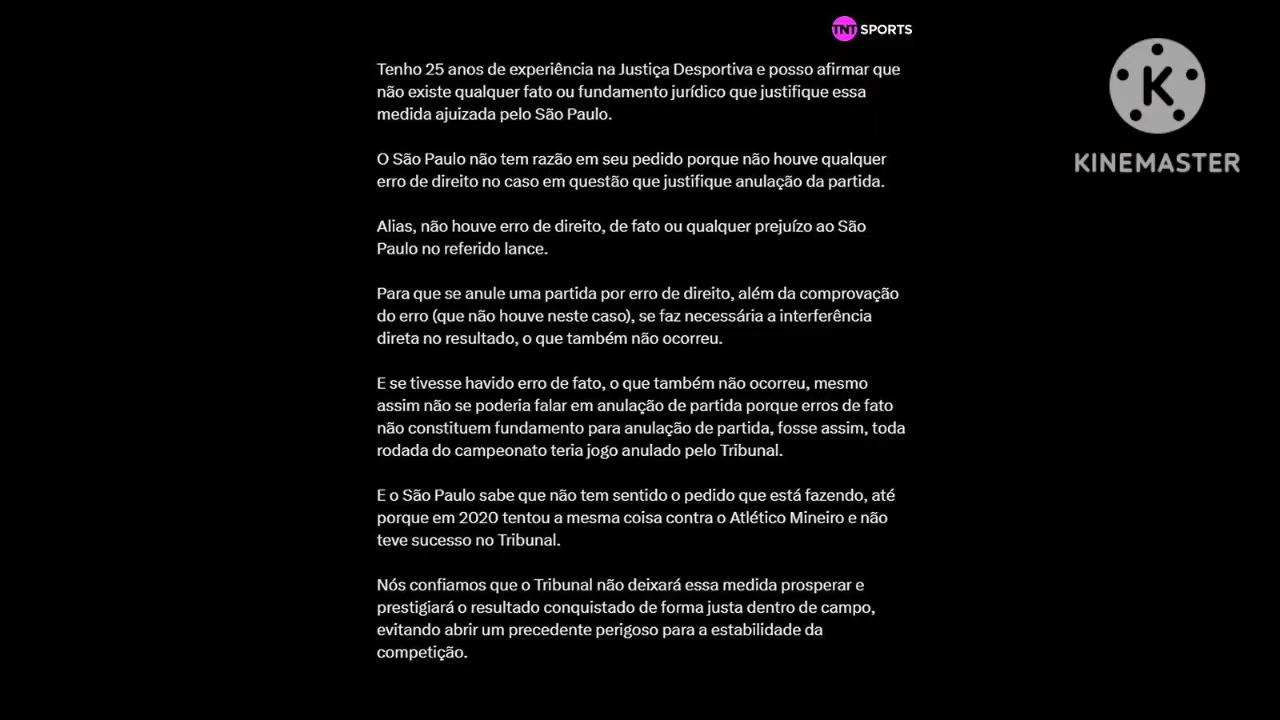 TNT SPORTS
Tenho 25 anos de experiência na Justiça Desportiva e posso afirmar que
não existe qualquer fato ou fundamento jurídico que justifique essa
medida ajuizada pelo São Paulo.
K
KINEMASTER
O São Paulo não tem razão em seu pedido porque não houve qualquer
erro de direito no caso em questão que justifique anulação da partida.
Alias, não houve erro de direito, de fato ou qualquer prejuízo ao São
Paulo no referido lance.
Para que se anule uma partida por erro de direito, além da comprovação
do erro (que não houve neste caso), se faz necessária a interferência
direta no resultado, o que também não ocorreu.
E se tivesse havido erro de fato, o que também não ocorreu, mesmo
assim não se poderia falar em anulação de partida porque erros de fato
não constituem fundamento para anulação de partida, fosse assim, toda
rodada do campeonato teria jogo anulado pelo Tribunal.
E o São Paulo sabe que não tem sentido o pedido que está fazendo, até
porque em 2020 tentou a mesma coisa contra o Atlético Mineiro e não
teve sucesso no Tribunal.
Nós confiamos que o Tribunal não deixará essa medida prosperar e
prestigiará o resultado conquistado de forma justa dentro de campo,
evitando abrir um precedente perigoso para a estabilidade da
competição.